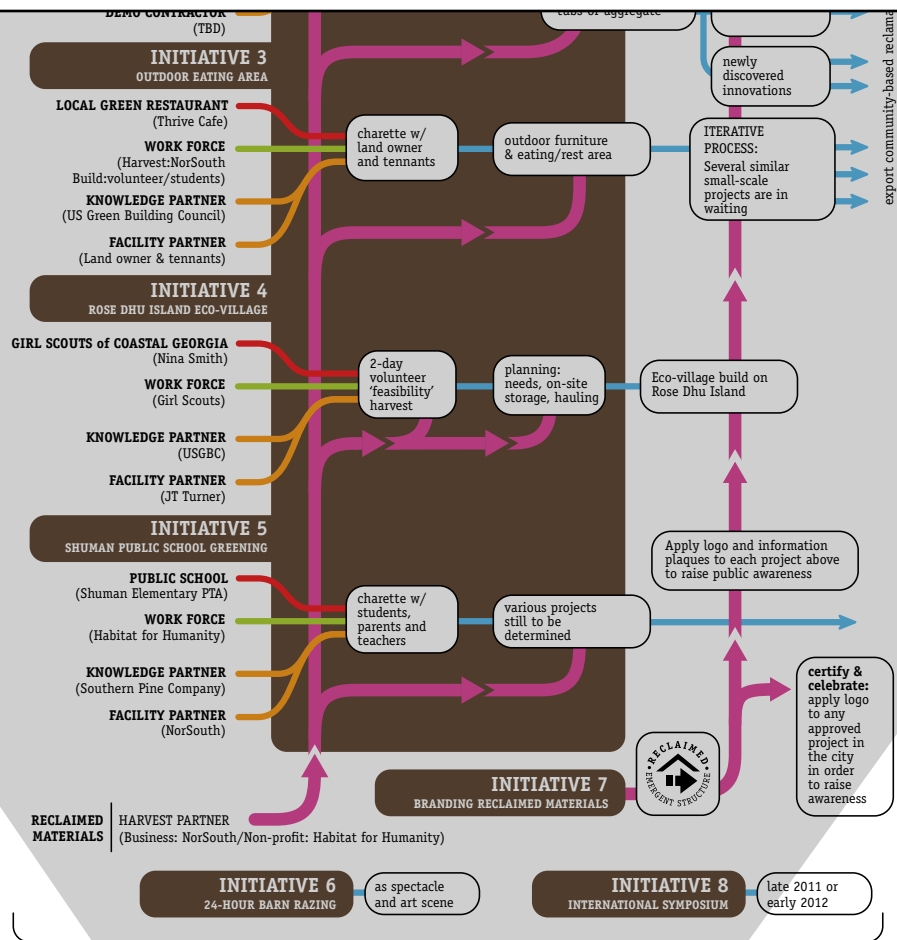 DEMO CONTRACTOR
(TBD)
tabs of aggregate
INITIATIVE 3
OUTDOOR EATING AREA
newly
discovered
innovations
export community-based reclama
LOCAL GREEN RESTAURANT
(Thrive Cafe)
WORK FORCE
(Harvest:NorSouth
Build:volunteer/students)
KNOWLEDGE PARTNER
(US Green Building Council)
FACILITY PARTNER
(Land owner & tennants)
charette w/
land owner
and tennants
outdoor furniture
& eating/rest area
ITERATIVE
PROCESS:
Several similar
small-scale
projects are in
waiting
INITIATIVE 4
ROSE DHU ISLAND ECO-VILLAGE
GIRL SCOUTS of COASTAL GEORGIA
(Nina Smith)
WORK FORCE
(Girl Scouts)
KNOWLEDGE PARTNER
(USGBC)
FACILITY PARTNER
(JT Turner)
2-day
volunteer
‘feasibility’
harvest
planning:
needs, on-site
storage, hauling
Eco-village build on
Rose Dhu Island
INITIATIVE 5
SHUMAN PUBLIC SCHOOL GREENING
PUBLIC SCHOOL
(Shuman Elementary PTA)
WORK FORCE
(Habitat for Humanity)
KNOWLEDGE PARTNER
(Southern Pine Company)
FACILITY PARTNER
(NorSouth)
charette w/
students,
parents and
teachers
various projects
still to be
determined
Apply logo and information
plaques to each project above
to raise public awareness
certify &
celebrate:
apply logo
to any
approved
project in
the city
in order
to raise
awareness
INITIATIVE 7
BRANDING RECLAIMED MATERIALS
•RECLAIMED•
EMERGENT STRUCTURE
RECLAIMED
MATERIALS
HARVEST PARTNER
(Business: NorSouth/Non-profit: Habitat for Humanity)
INITIATIVE 6
24-HOUR BARN RAZING
as spectacle
and art scene
INITIATIVE 8
INTERNATIONAL SYMPOSIUM
late 2011 or
early 2012